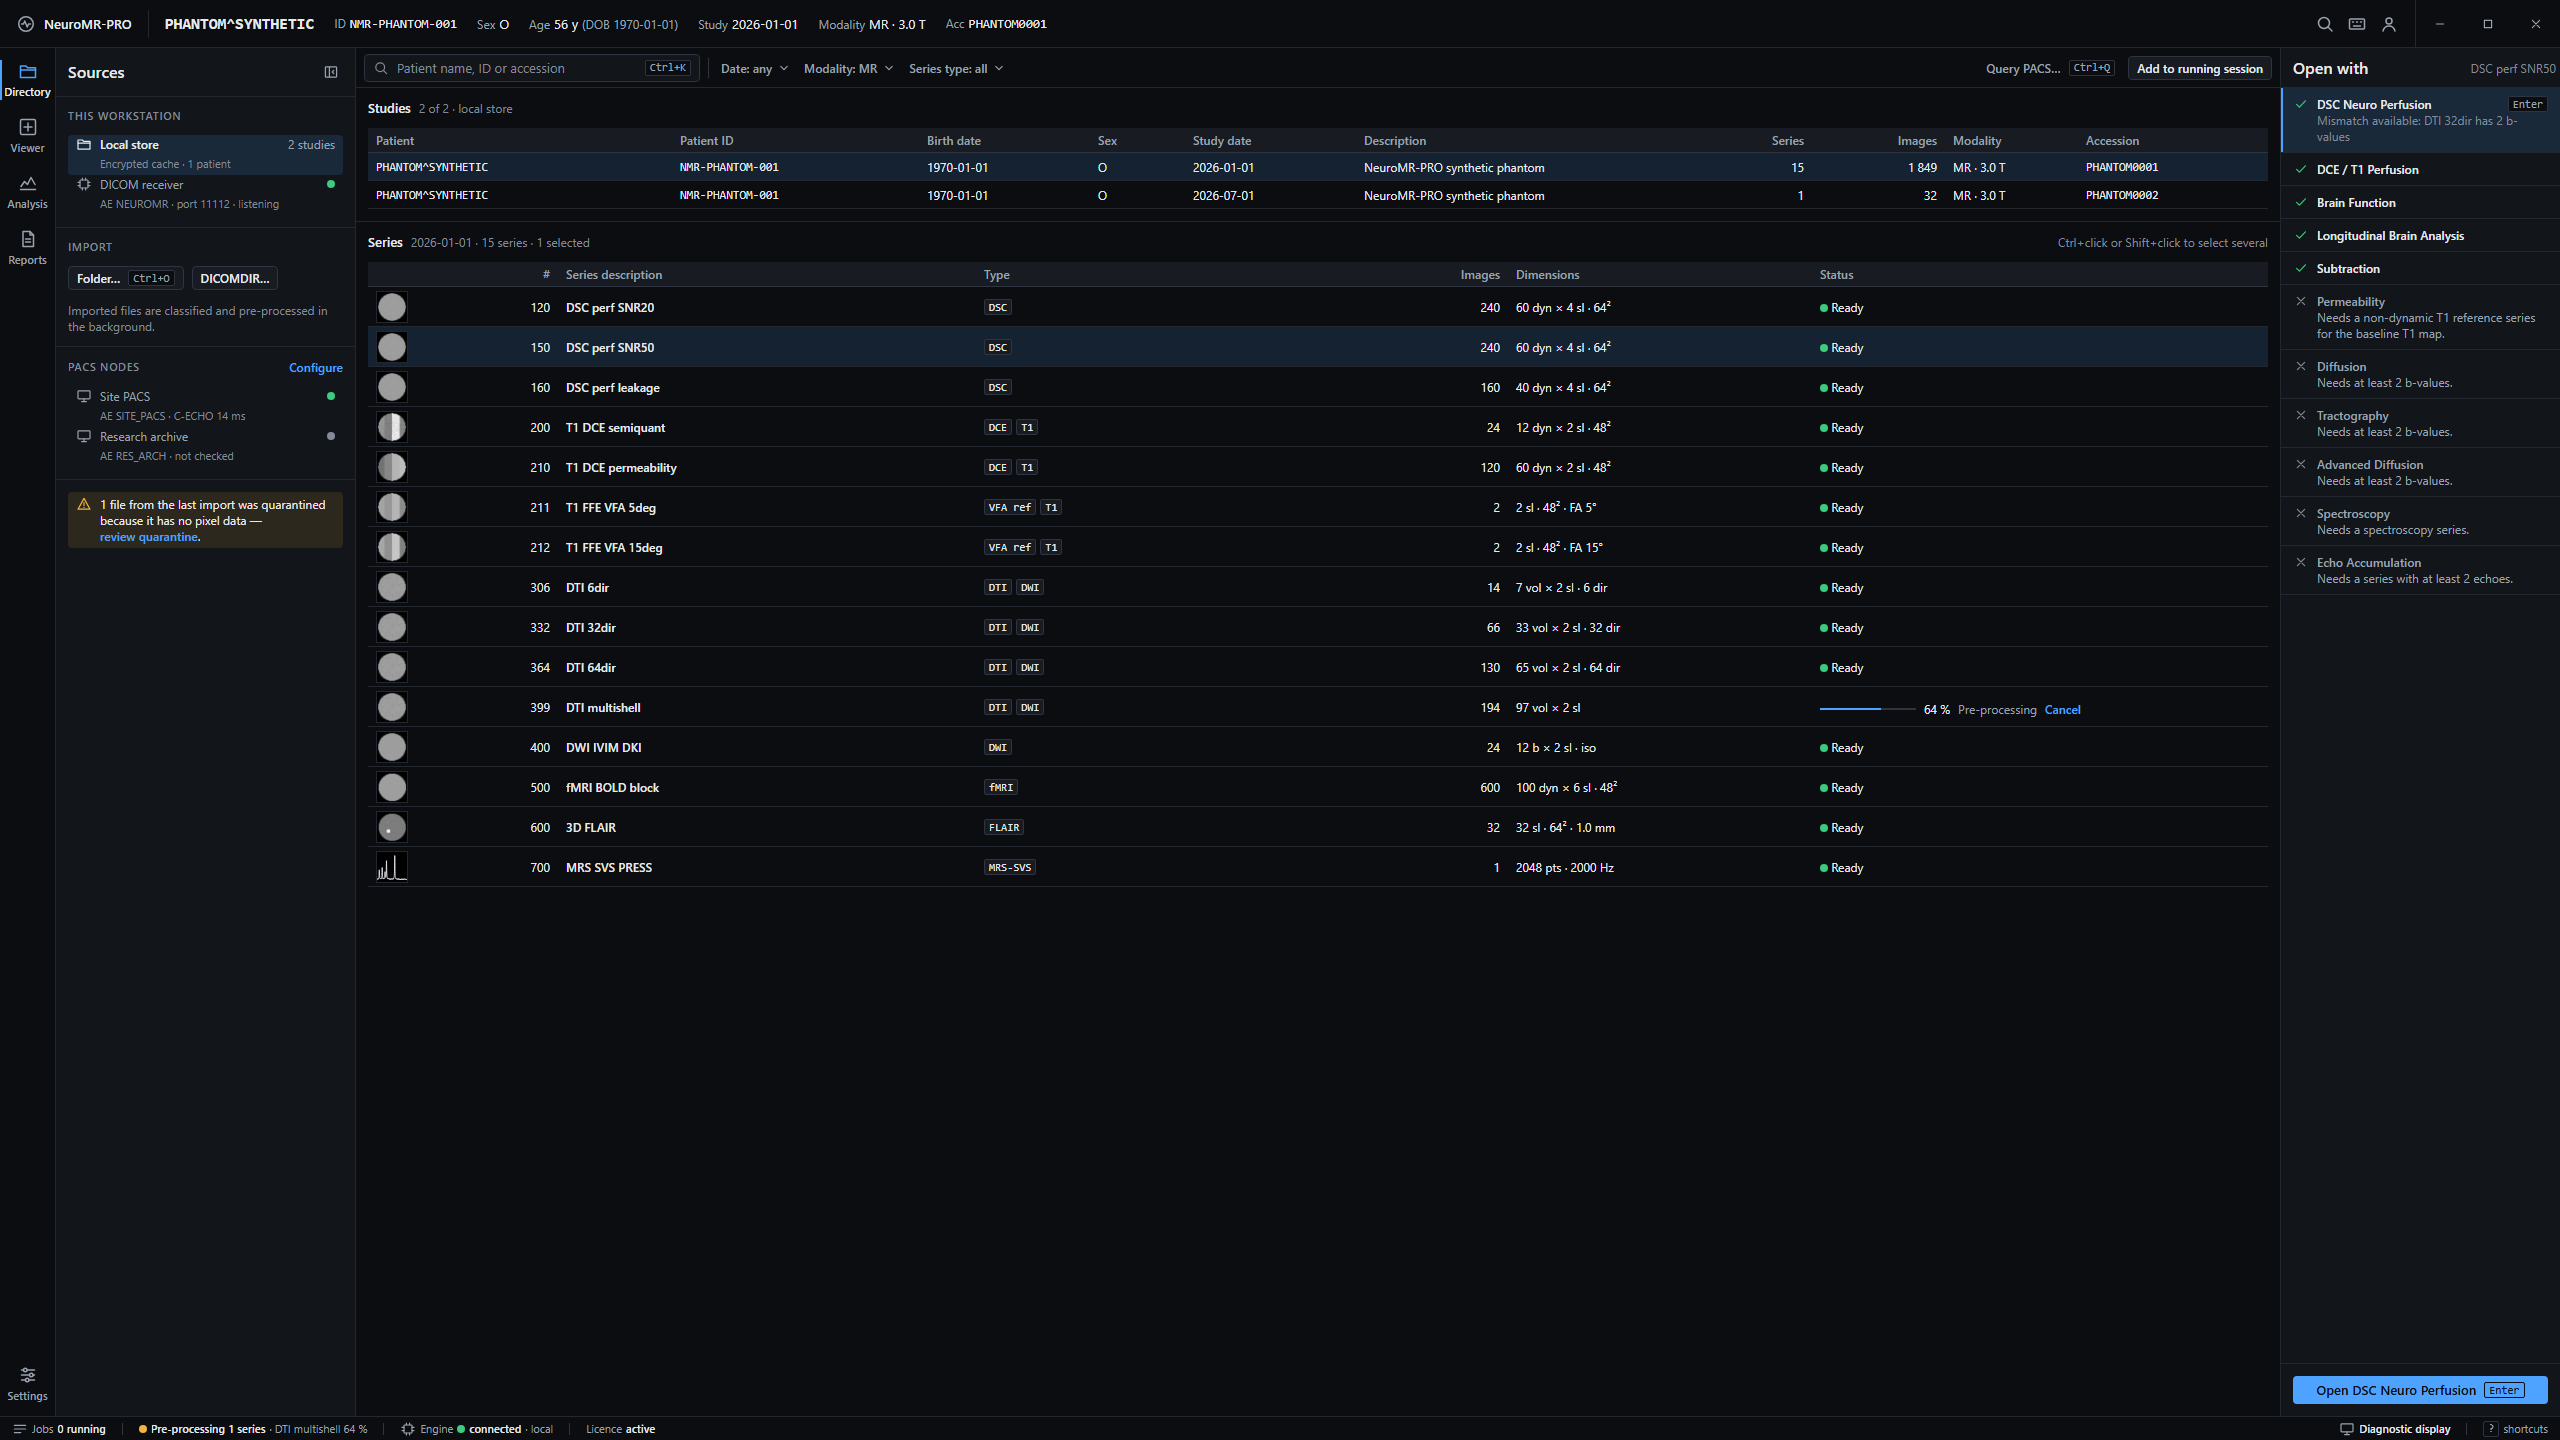 NeuroMR-PRO PHANTOM^SYNTHETIC ID NMR-PHANTOM-001 Sex O Age 56 y (DOB 1970-01-01) Study 2026-01-01 Modality MR · 3.0 T Acc PHANTOM0001
Directory
Viewer
Analysis
Reports
Settings
Sources
THIS WORKSTATION
Local store 2 studies
Encrypted cache · 1 patient
DICOM receiver
AE NEUROMR · port 11112 · listening
IMPORT
Folder... Ctrl+O DICOMDIR...
Imported files are classified and pre-processed in
the background.
PACS NODES Configure
Site PACS
AE SITE_PACS · C-ECHO 14 ms
Research archive
AE RES_ARCH · not checked
1 file from the last import was quarantined
because it has no pixel data —
review quarantine.
Patient name, ID or accession Ctrl+K Date: any Modality: MR Series type: all Query PACS... Ctrl+Q Add to running session
Studies 2 of 2 · local store
Patient Patient ID Birth date Sex Study date Description Series Images Modality Accession
PHANTOM^SYNTHETIC NMR-PHANTOM-001 1970-01-01 O 2026-01-01 NeuroMR-PRO synthetic phantom 15 1 849 MR · 3.0 T PHANTOM0001
PHANTOM^SYNTHETIC NMR-PHANTOM-001 1970-01-01 O 2026-07-01 NeuroMR-PRO synthetic phantom 1 32 MR · 3.0 T PHANTOM0002
Series 2026-01-01 · 15 series · 1 selected Ctrl+click or Shift+click to select several
# Series description Type Images Dimensions Status
120 DSC perf SNR20 DSC 240 60 dyn × 4 sl · 64² Ready
150 DSC perf SNR50 DSC 240 60 dyn × 4 sl · 64² Ready
160 DSC perf leakage DSC 160 40 dyn × 4 sl · 64² Ready
200 T1 DCE semiquant DCE T1 24 12 dyn × 2 sl · 48² Ready
210 T1 DCE permeability DCE T1 120 60 dyn × 2 sl · 48² Ready
211 T1 FFE VFA 5deg VFA ref T1 2 2 sl · 48² · FA 5° Ready
212 T1 FFE VFA 15deg VFA ref T1 2 2 sl · 48² · FA 15° Ready
306 DTI 6dir DTI DWI 14 7 vol × 2 sl · 6 dir Ready
332 DTI 32dir DTI DWI 66 33 vol × 2 sl · 32 dir Ready
364 DTI 64dir DTI DWI 130 65 vol × 2 sl · 64 dir Ready
399 DTI multishell DTI DWI 194 97 vol × 2 sl 64 % Pre-processing Cancel
400 DWI IVIM DKI DWI 24 12 b × 2 sl · iso Ready
500 fMRI BOLD block fMRI 600 100 dyn × 6 sl · 48² Ready
600 3D FLAIR FLAIR 32 32 sl · 64² · 1.0 mm Ready
700 MRS SVS PRESS MRS-SVS 1 2048 pts · 2000 Hz Ready
Open with DSC perf SNR50
DSC Neuro Perfusion Enter
Mismatch available: DTI 32dir has 2 b-
values
DCE / T1 Perfusion
Brain Function
Longitudinal Brain Analysis
Subtraction
Permeability
Needs a non-dynamic T1 reference series
for the baseline T1 map.
Diffusion
Needs at least 2 b-values.
Tractography
Needs at least 2 b-values.
Advanced Diffusion
Needs at least 2 b-values.
Spectroscopy
Needs a spectroscopy series.
Echo Accumulation
Needs a series with at least 2 echoes.
Open DSC Neuro Perfusion Enter
Jobs 0 running Pre-processing 1 series · DTI multishell 64 % Engine connected · local Licence active Diagnostic display ? shortcuts